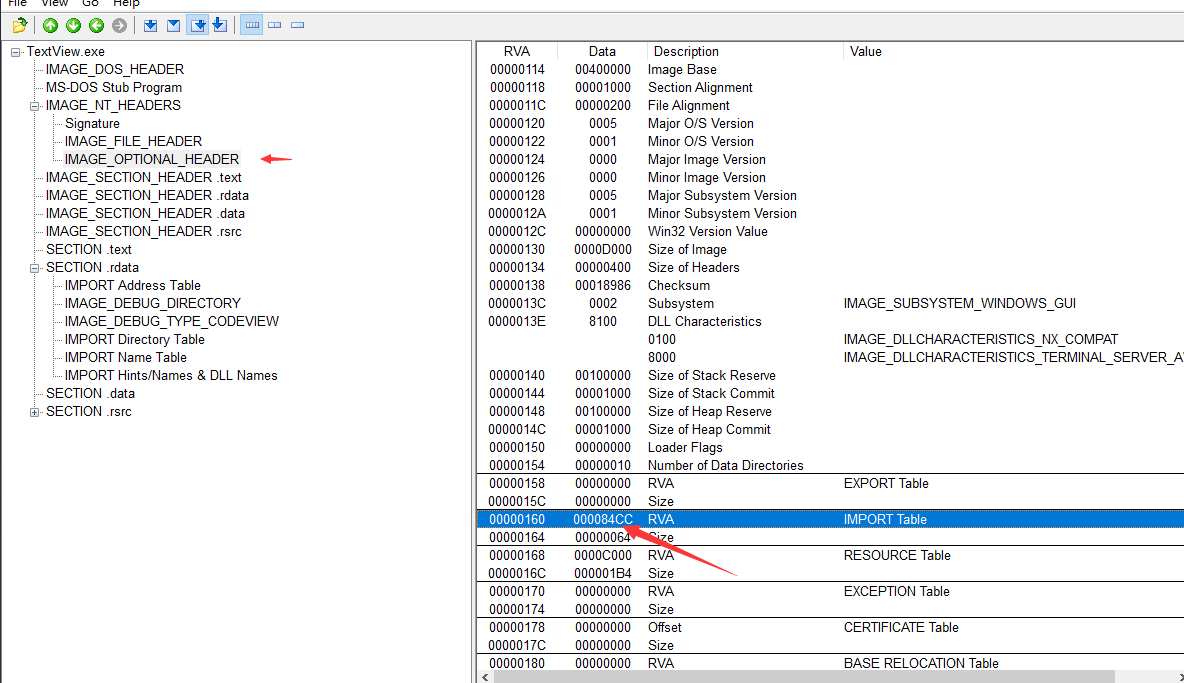 File View Go Help
TextView.exe
IMAGE_DOS_HEADER
MS-DOS Stub Program
IMAGE_NT_HEADERS
Signature
IMAGE_FILE_HEADER
IMAGE_OPTIONAL_HEADER
IMAGE_SECTION_HEADER .text
IMAGE_SECTION_HEADER .rdata
IMAGE_SECTION_HEADER .data
IMAGE_SECTION_HEADER .rsrc
SECTION .text
SECTION .rdata
IMPORT Address Table
IMAGE_DEBUG_DIRECTORY
IMAGE_DEBUG_TYPE_CODEVIEW
IMPORT Directory Table
IMPORT Name Table
IMPORT Hints/Names & DLL Names
SECTION .data
SECTION .rsrc
RVA Data Description Value
00000114 00400000 Image Base
00000118 00001000 Section Alignment
0000011C 00000200 File Alignment
00000120 0005 Major O/S Version
00000122 0001 Minor O/S Version
00000124 0000 Major Image Version
00000126 0000 Minor Image Version
00000128 0005 Major Subsystem Version
0000012A 0001 Minor Subsystem Version
0000012C 00000000 Win32 Version Value
00000130 0000D000 Size of Image
00000134 00000400 Size of Headers
00000138 00018986 Checksum
0000013C 0002 Subsystem IMAGE_SUBSYSTEM_WINDOWS_GUI
0000013E 8100 DLL Characteristics
0100 IMAGE_DLLCHARACTERISTICS_NX_COMPAT
8000 IMAGE_DLLCHARACTERISTICS_TERMINAL_SERVER_A
00000140 00100000 Size of Stack Reserve
00000144 00001000 Size of Stack Commit
00000148 00100000 Size of Heap Reserve
0000014C 00001000 Size of Heap Commit
00000150 00000000 Loader Flags
00000154 00000010 Number of Data Directories
00000158 00000000 RVA EXPORT Table
0000015C 00000000 Size
00000160 000084CC RVA IMPORT Table
00000164 00000064 Size
00000168 0000C000 RVA RESOURCE Table
0000016C 000001B4 Size
00000170 00000000 RVA EXCEPTION Table
00000174 00000000 Size
00000178 00000000 Offset CERTIFICATE Table
0000017C 00000000 Size
00000180 00000000 RVA BASE RELOCATION Table